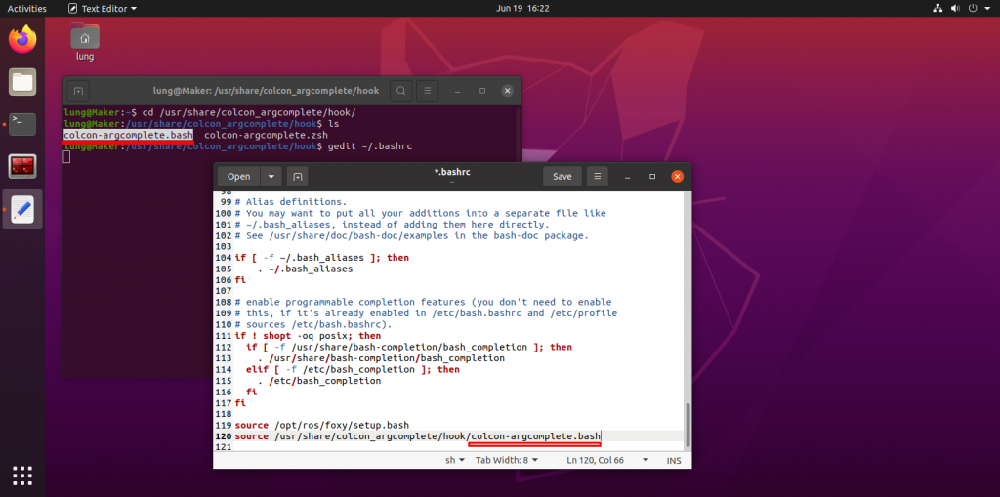 Activities
Text Editor
Jun 19 16:22
lung
lung@Maker: /usr/share/colcon_argcomplete/hook
lung@Maker:~$ cd /usr/share/colcon_argcomplete/hook/
lung@Maker:/usr/share/colcon_argcomplete/hook$ ls
colcon-argcomplete.bash colcon-argcomplete.zsh
lung@Maker:/usr/share/colcon_argcomplete/hook$ gedit ~/.bashrc
Open
*.bashrc
~/
Save
98
99 # Alias definitions.
100 # You may want to put all your additions into a separate file like
101 # ~/.bash_aliases, instead of adding them here directly.
102 # See /usr/share/doc/bash-doc/examples in the bash-doc package.
103
104 if [ -f ~/.bash_aliases ]; then
105     . ~/.bash_aliases
106 fi
107
108 # enable programmable completion features (you don't need to enable
109 # this, if it's already enabled in /etc/bash.bashrc and /etc/profile
110 # sources /etc/bash.bashrc).
111 if ! shopt -oq posix; then
112   if [ -f /usr/share/bash-completion/bash_completion ]; then
113     . /usr/share/bash-completion/bash_completion
114   elif [ -f /etc/bash_completion ]; then
115     . /etc/bash_completion
116   fi
117 fi
118
119 source /opt/ros/foxy/setup.bash
120 source /usr/share/colcon_argcomplete/hook/colcon-argcomplete.bash
121
sh
Tab Width: 8
Ln 120, Col 66
INS